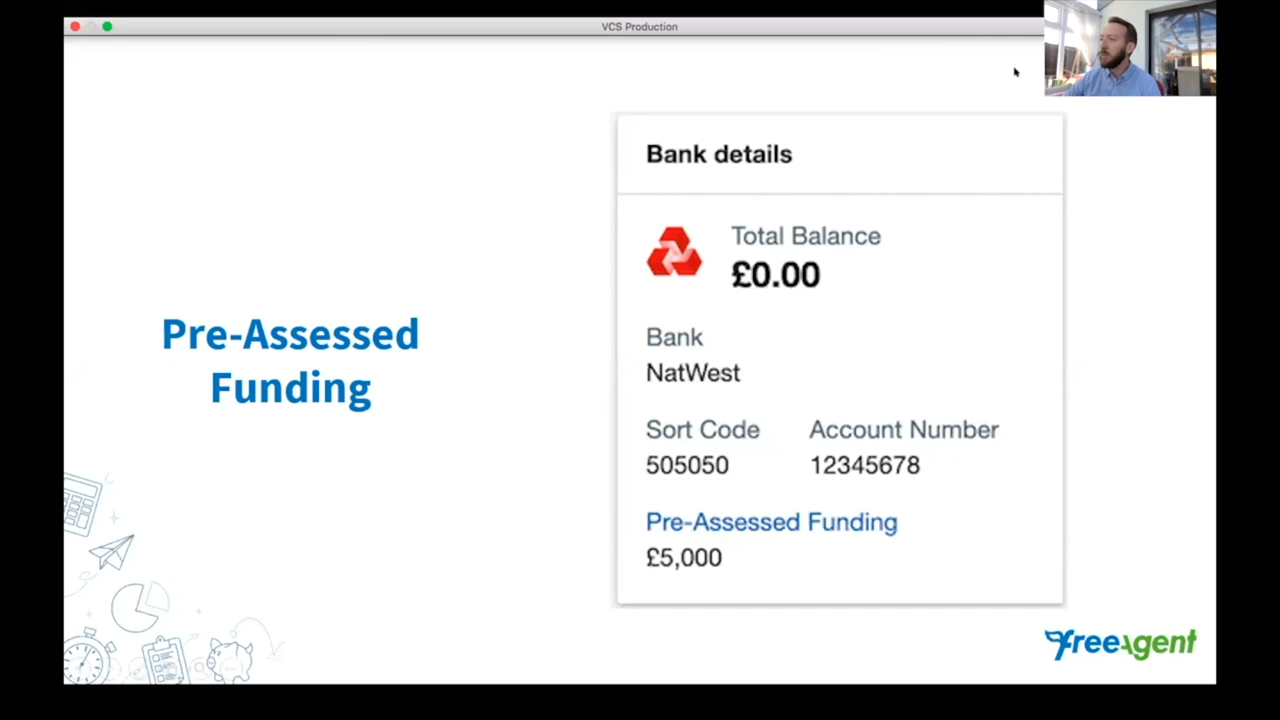 VCS Production
Pre-Assessed
Funding
Bank details
Total Balance
£0.00
Bank
NatWest
Sort Code
Account Number
505050
12345678
Pre-Assessed Funding
£5,000
freeagent